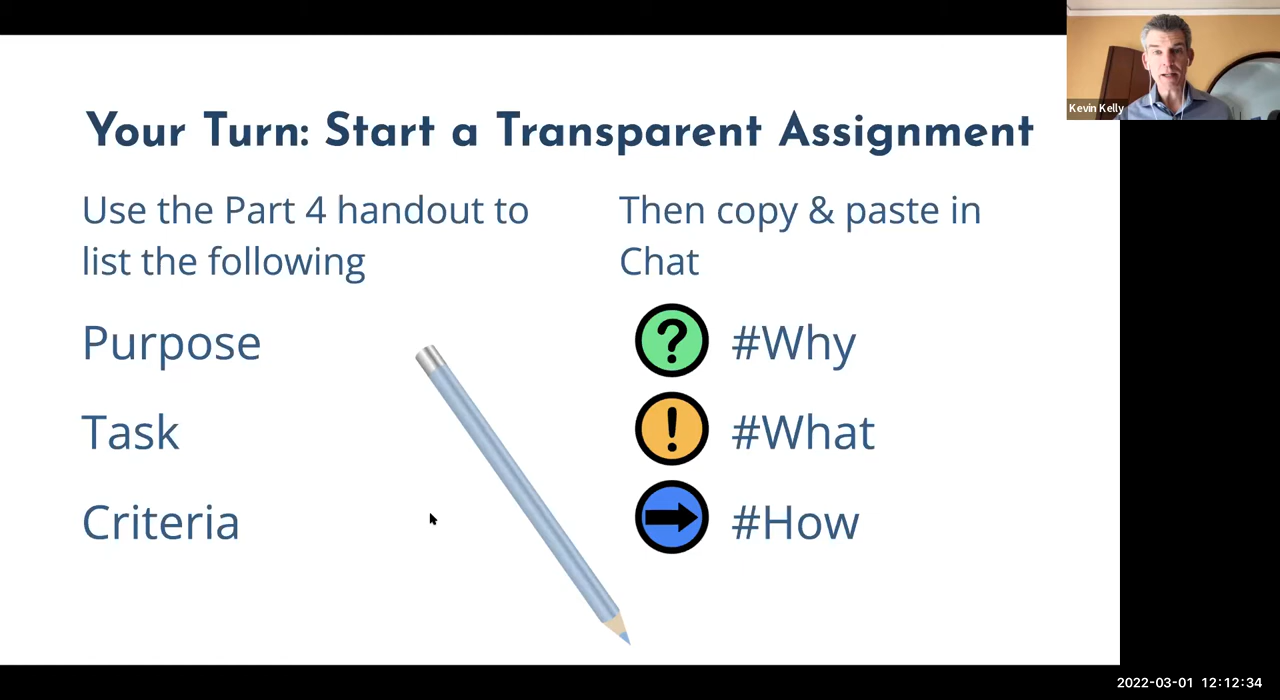 Kevin Kelly
Your Turn: Start a Transparent Assignment
Use the Part 4 handout to
list the following
Purpose
Task
Criteria
Then copy & paste in
Chat
? #Why
! #What
#How
2022-03-01 12:12:34